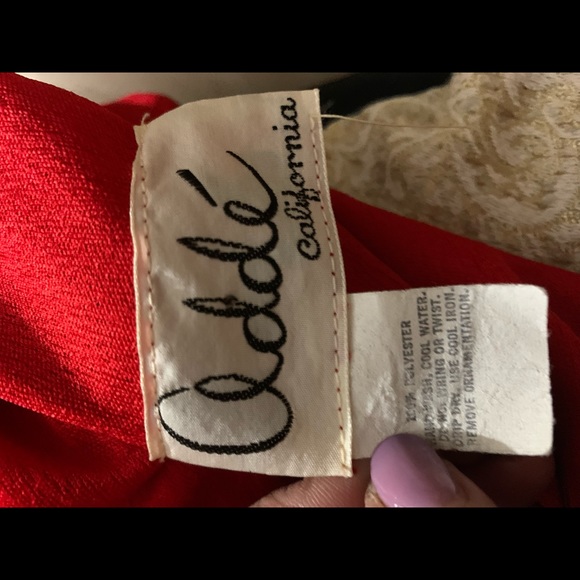 Addé
California
100% POLYESTER
HAND WASH, COOL WATER.
DO NOT WRING OR TWIST.
DRIP DRY. USE COOL IRON.
REMOVE ORNAMENTATION.